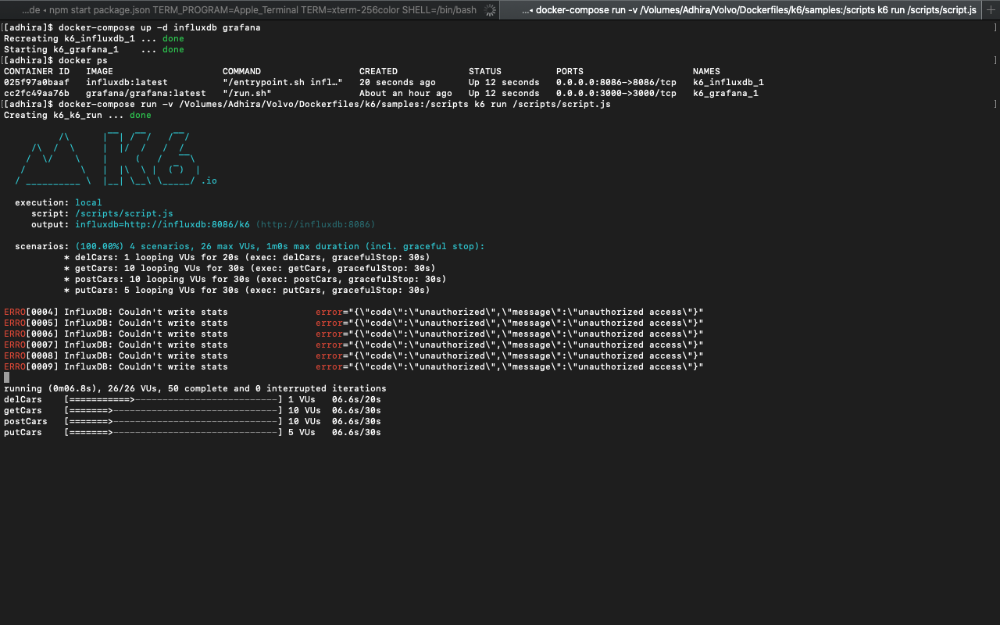 ...de ◂ npm start package.json TERM_PROGRAM=Apple_Terminal TERM=xterm-256color SHELL=/bin/bash
...◂ docker-compose run -v /Volumes/Adhira/Volvo/Dockerfiles/k6/samples:/scripts k6 run /scripts/script.js
[[adhira]$ docker-compose up -d influxdb grafana ]
Recreating k6_influxdb_1 ... done
Starting k6_grafana_1    ... done
[[adhira]$ docker ps ]
CONTAINER ID   IMAGE                    COMMAND                  CREATED             STATUS          PORTS                    NAMES
025f97a0baaf   influxdb:latest          "/entrypoint.sh infl…"   20 seconds ago      Up 12 seconds   0.0.0.0:8086->8086/tcp   k6_influxdb_1
cc2fc49aa76b   grafana/grafana:latest   "/run.sh"                About an hour ago   Up 12 seconds   0.0.0.0:3000->3000/tcp   k6_grafana_1
[[adhira]$ docker-compose run -v /Volumes/Adhira/Volvo/Dockerfiles/k6/samples:/scripts k6 run /scripts/script.js ]
Creating k6_k6_run ... done
          /\      |‾‾| /‾‾/   /‾‾/
     /\  /  \     |  |/  /   /  /
    /  \/    \    |     (   /   ‾‾\
   /          \   |  |\  \ |  (‾)  |
  / __________ \  |__| \__\ \_____/ .io
  execution: local
     script: /scripts/script.js
     output: influxdb=http://influxdb:8086/k6 (http://influxdb:8086)
  scenarios: (100.00%) 4 scenarios, 26 max VUs, 1m0s max duration (incl. graceful stop):
           * delCars: 1 looping VUs for 20s (exec: delCars, gracefulStop: 30s)
           * getCars: 10 looping VUs for 30s (exec: getCars, gracefulStop: 30s)
           * postCars: 10 looping VUs for 30s (exec: postCars, gracefulStop: 30s)
           * putCars: 5 looping VUs for 30s (exec: putCars, gracefulStop: 30s)
ERRO[0004] InfluxDB: Couldn't write stats                error="{\"code\":\"unauthorized\",\"message\":\"unauthorized access\"}"
ERRO[0005] InfluxDB: Couldn't write stats                error="{\"code\":\"unauthorized\",\"message\":\"unauthorized access\"}"
ERRO[0006] InfluxDB: Couldn't write stats                error="{\"code\":\"unauthorized\",\"message\":\"unauthorized access\"}"
ERRO[0007] InfluxDB: Couldn't write stats                error="{\"code\":\"unauthorized\",\"message\":\"unauthorized access\"}"
ERRO[0008] InfluxDB: Couldn't write stats                error="{\"code\":\"unauthorized\",\"message\":\"unauthorized access\"}"
ERRO[0009] InfluxDB: Couldn't write stats                error="{\"code\":\"unauthorized\",\"message\":\"unauthorized access\"}"
running (0m06.8s), 26/26 VUs, 50 complete and 0 interrupted iterations
delCars    [===========>--------------------------] 1 VUs   06.6s/20s
getCars    [=======>------------------------------] 10 VUs  06.6s/30s
postCars   [=======>------------------------------] 10 VUs  06.6s/30s
putCars    [=======>------------------------------] 5 VUs   06.6s/30s